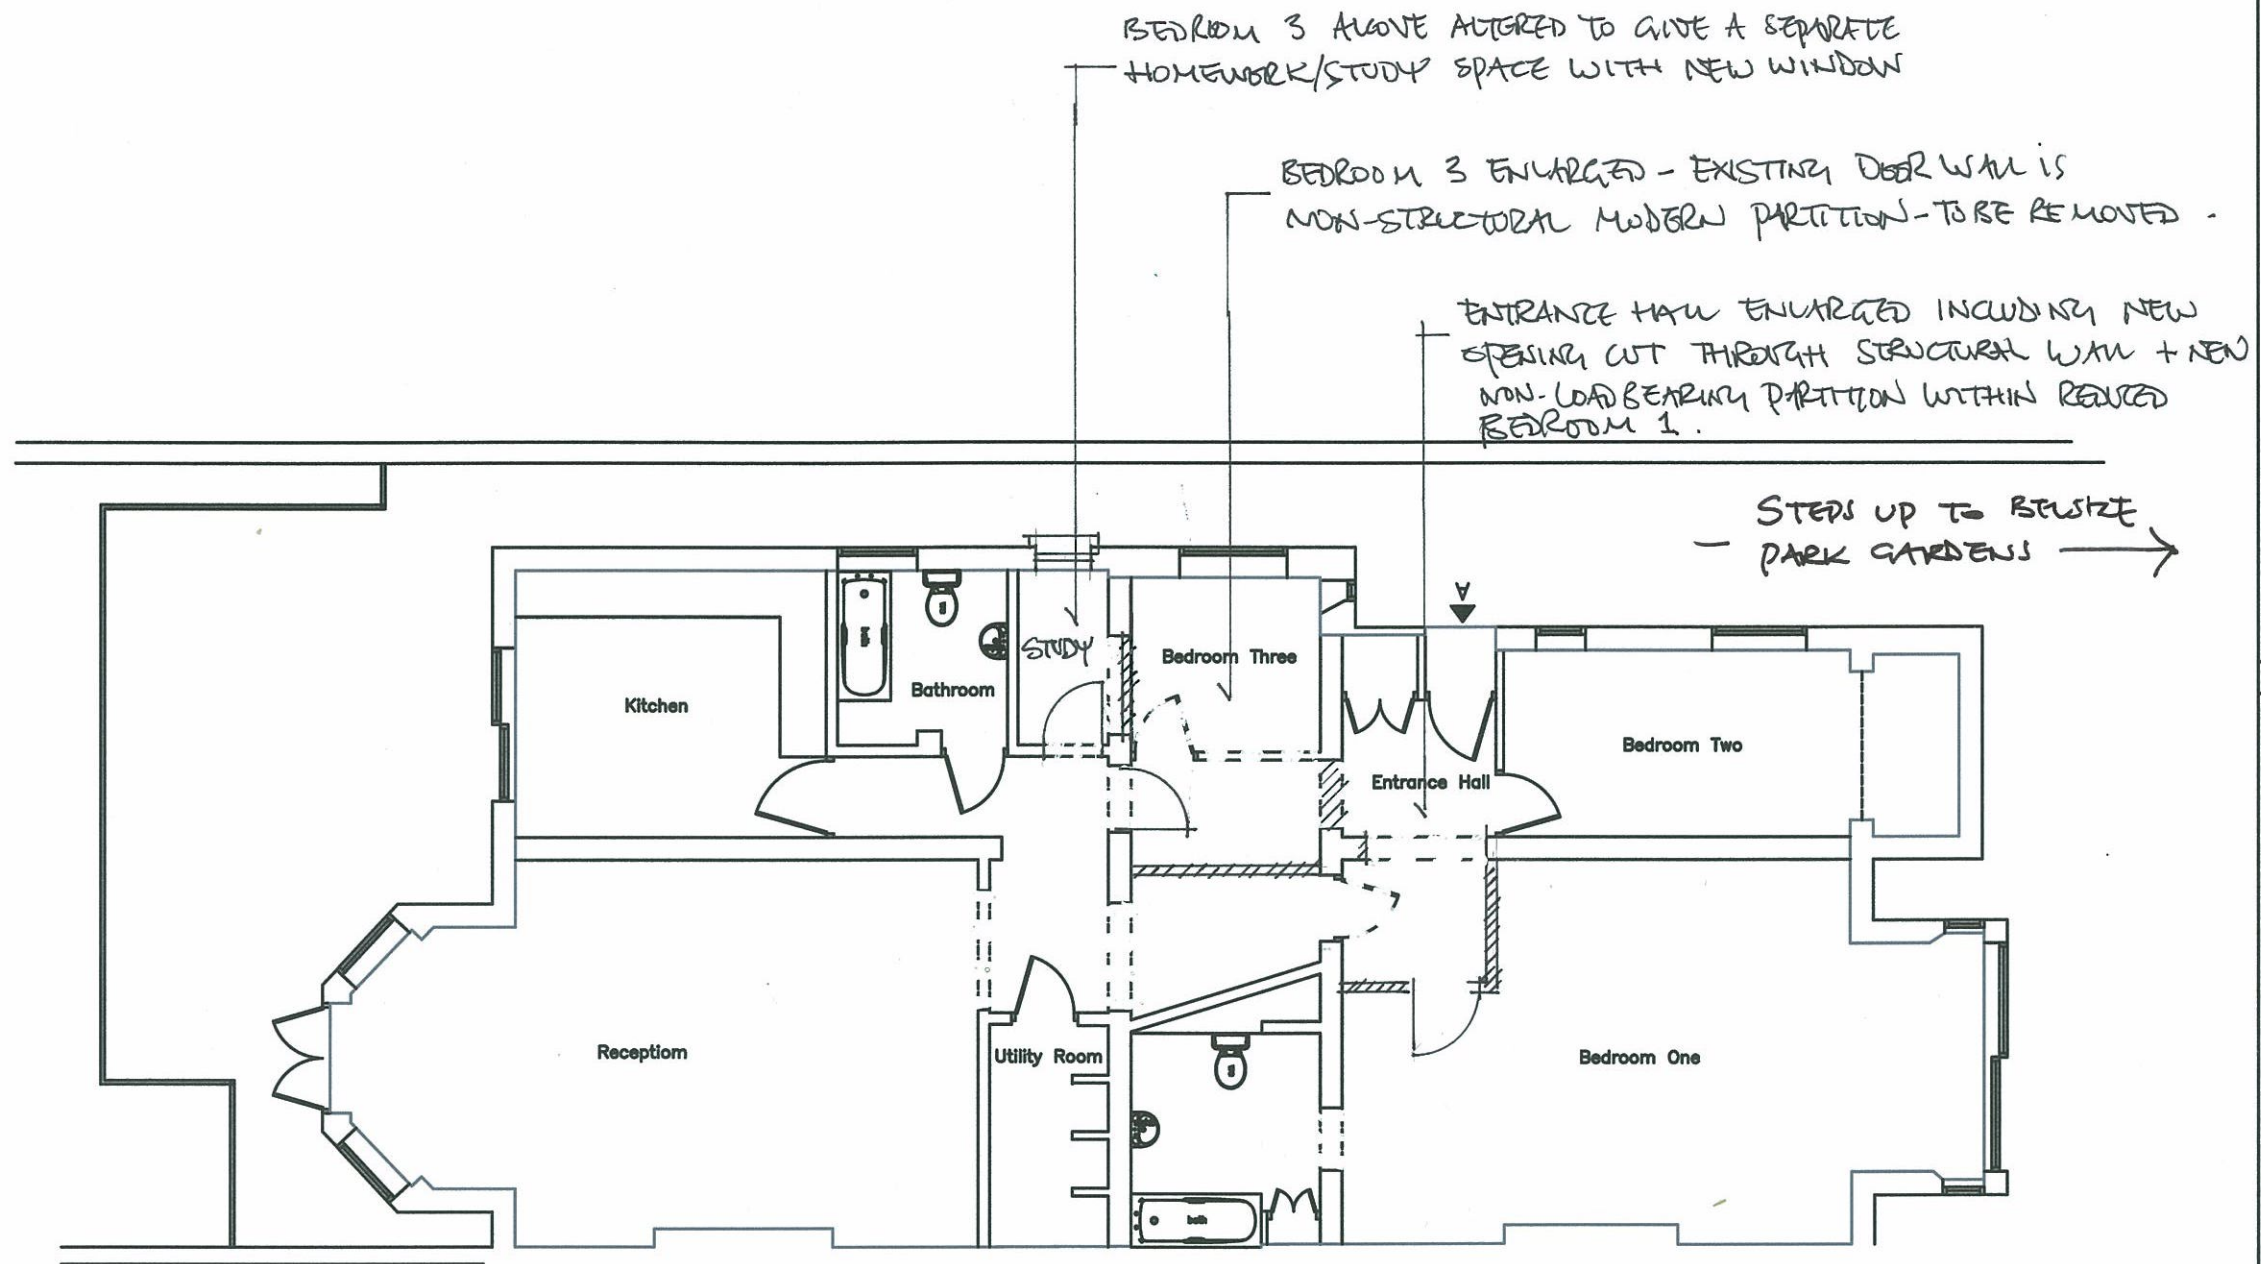 BEDROOM 3 ALCOVE ALTERED TO GIVE A SEPARATE
HOMEWORK/STUDY SPACE WITH NEW WINDOW
BEDROOM 3 ENLARGED - EXISTING DOOR WALL IS
NON-STRUCTURAL MODERN PARTITION - TO BE REMOVED.
ENTRANCE HALL ENLARGED INCLUDING NEW
OPENING CUT THROUGH STRUCTURAL WALL + NEW
NON-LOADBEARING PARTITION WITHIN REDUCED
BEDROOM 1.
STEPS UP TO BELSIZE
PARK GARDENS
A
STUDY
Bedroom Three
Bathroom
Kitchen
bath
Bedroom Two
Entrance Hall
Receptiom
Utility Room
Bedroom One
bath